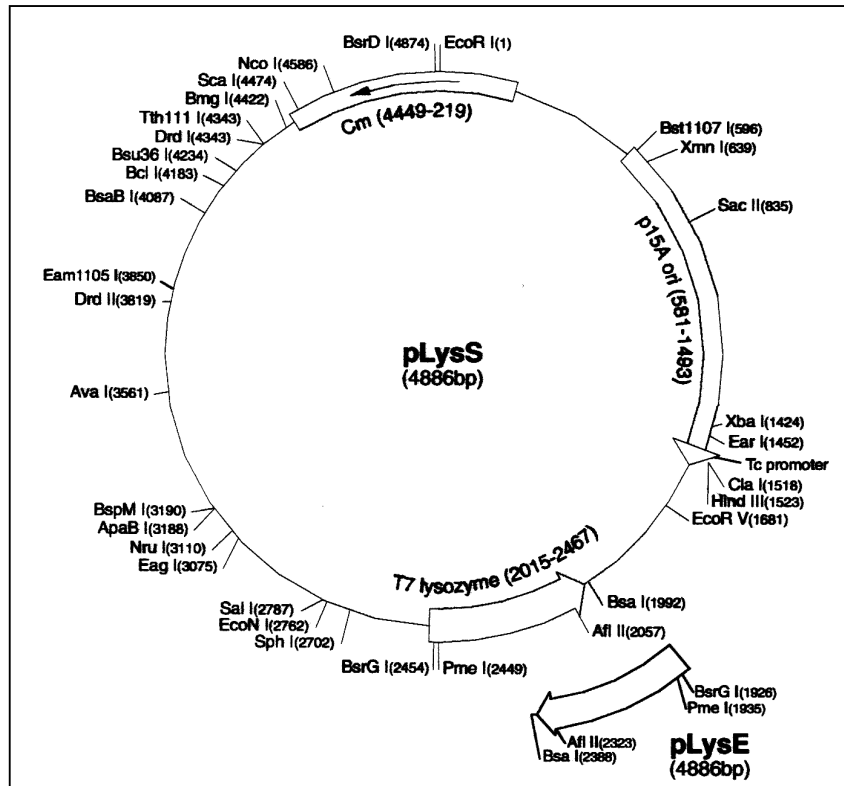 BsrD I(4874)
EcoR I(1)
Nco I(4586)
Sca I(4474)
Bmg I(4422)
Tth111 I(4343)
Drd I(4343)
Bsu36 I(4234)
Bcl I(4183)
BsaB I(4087)
Eam1105 I(3850)
Drd II(3819)
Ava I(3561)
BspM I(3190)
ApaB I(3188)
Nru I(3110)
Eag I(3075)
Sal I(2787)
EcoN I(2762)
Sph I(2702)
BsrG I(2454)
Pme I(2449)
Cm (4449-219)
Bst1107 I(596)
Xmn I(639)
Sac II(835)
p15A ori (581-1493)
Xba I(1424)
Ear I(1452)
Tc promoter
Cla I(1518)
Hind III(1523)
EcoR V(1681)
pLysS
(4886bp)
T7 lysozyme (2015-2467)
Bsa I(1992)
Afl II(2057)
BsrG I(1926)
Pme I(1935)
Afl II(2323)
Bsa I(2388)
pLysE
(4886bp)